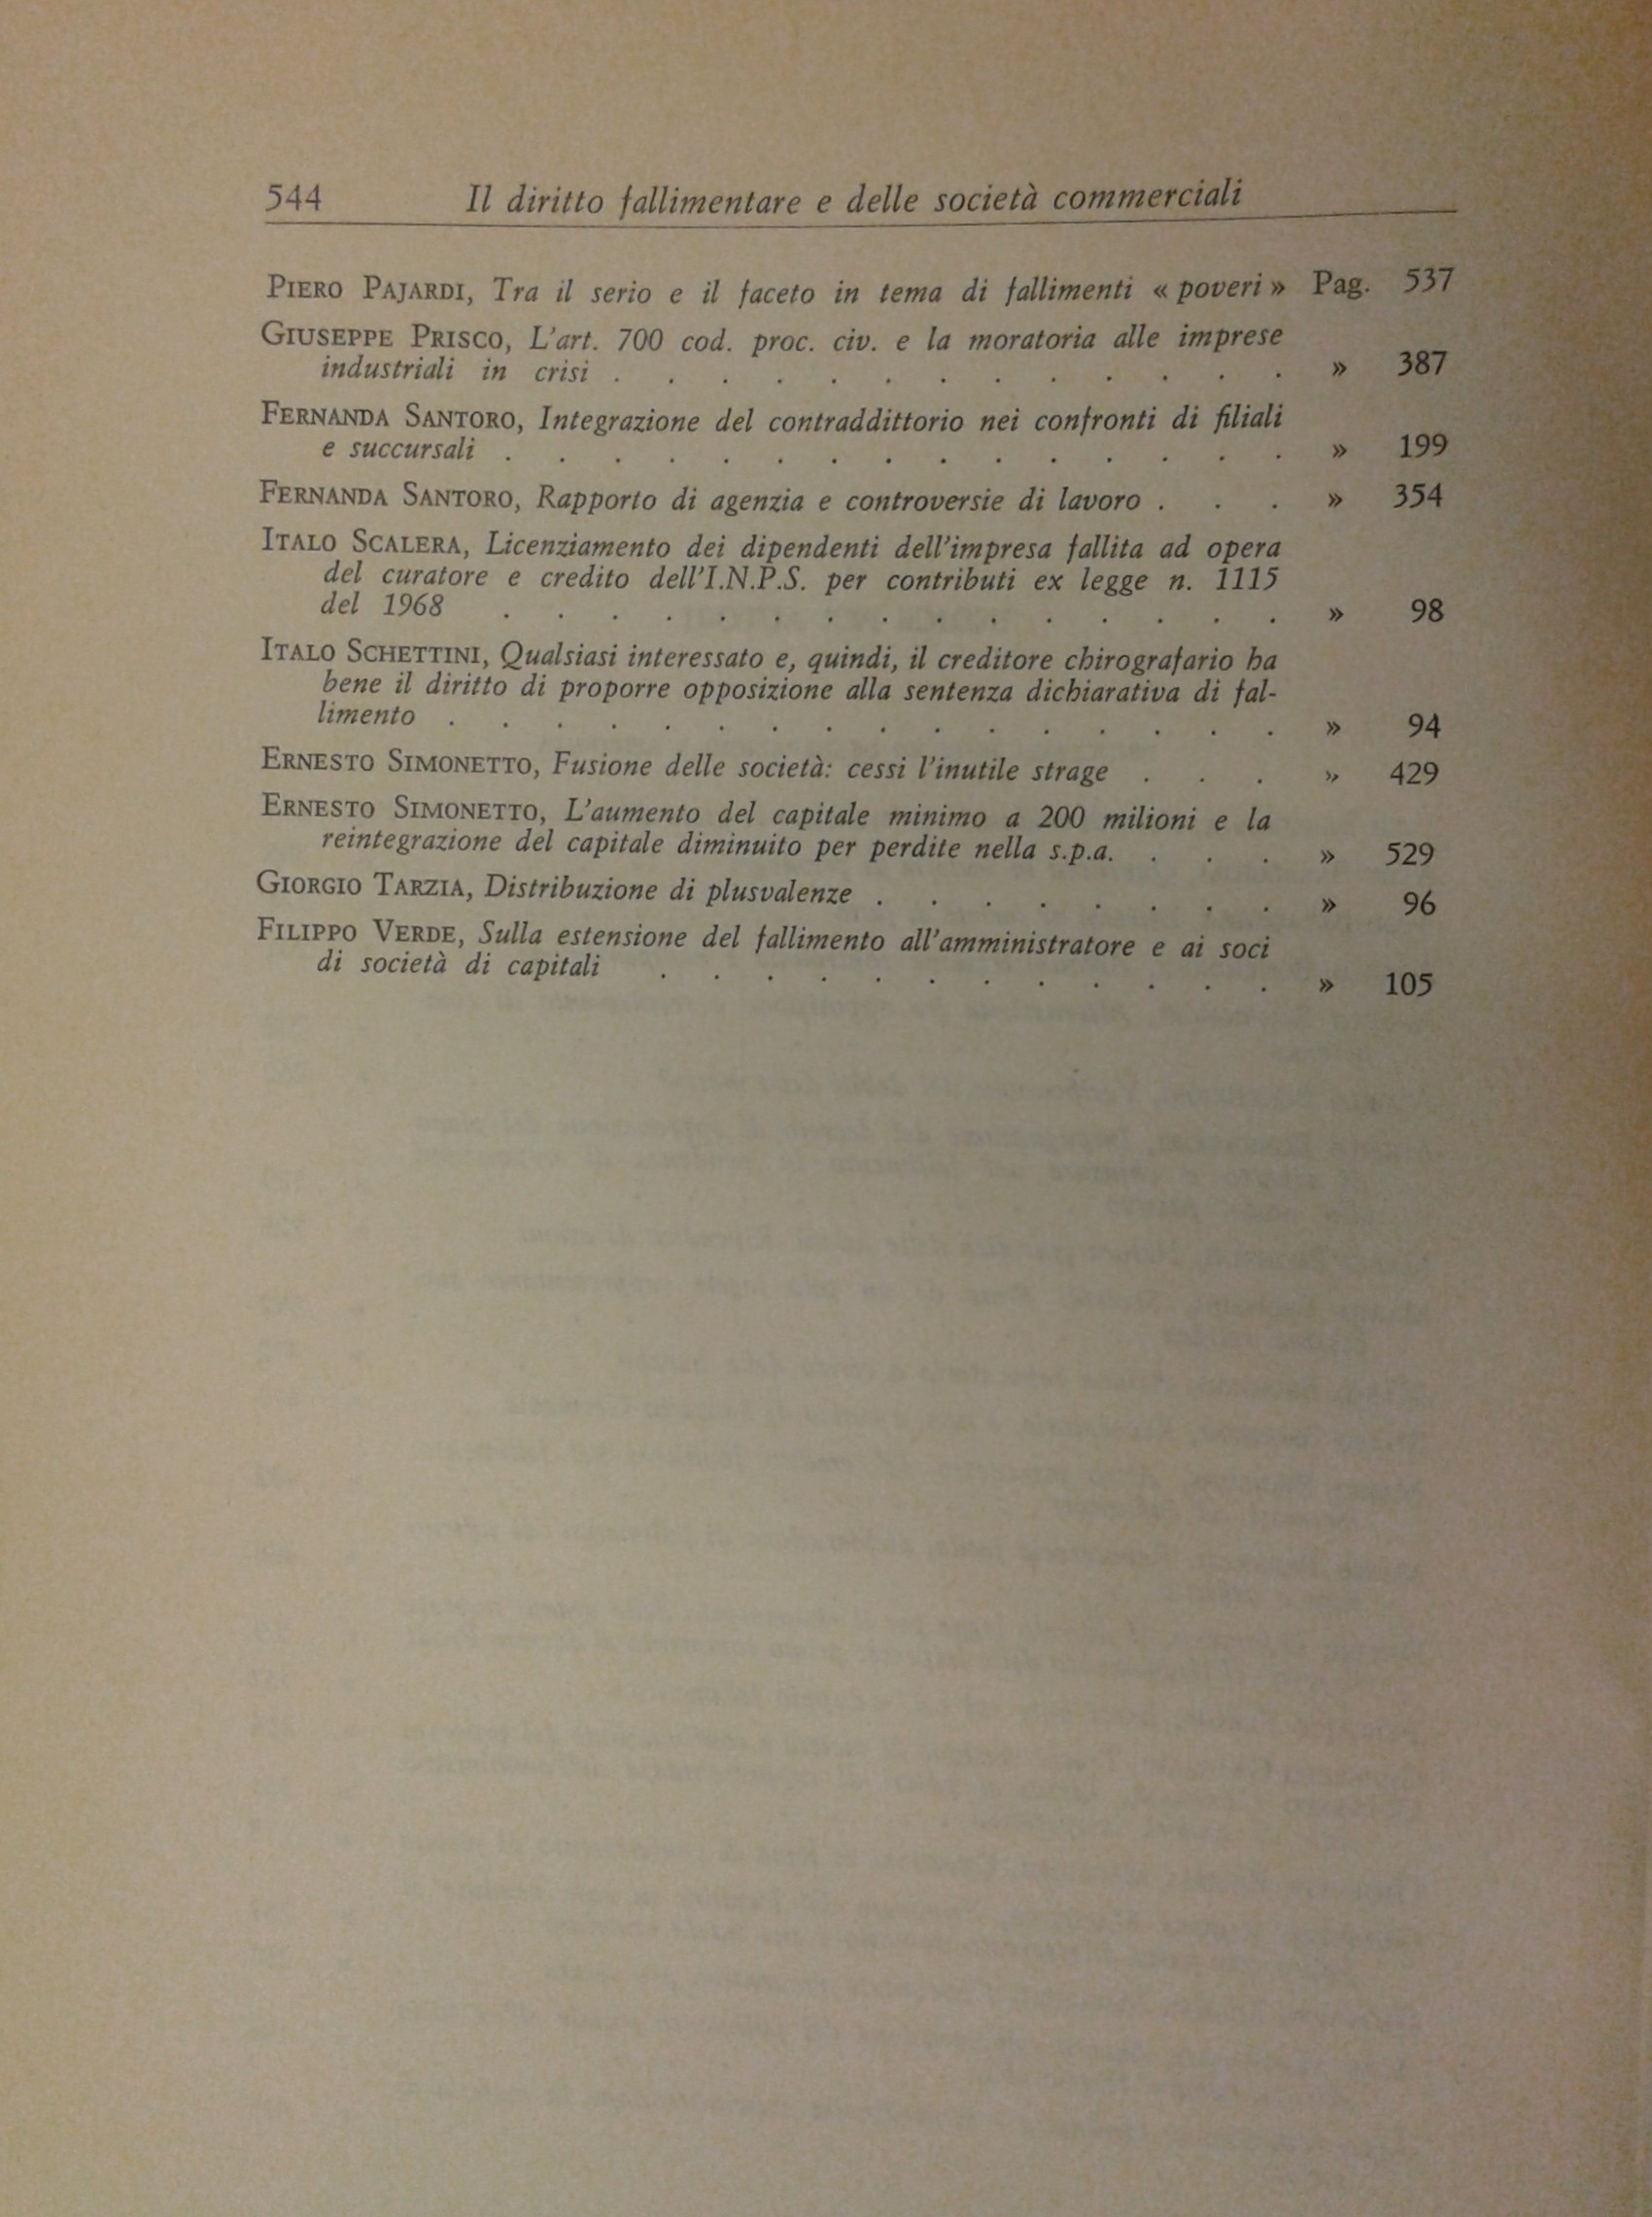 544 Il diritto fallimentare e delle società commerciali
PIERO PAJARDI, Tra il serio e il faceto in tema di fallimenti « poveri » Pag. 537
GIUSEPPE PRISCO, L'art. 700 cod. proc. civ. e la moratoria alle imprese
industriali in crisi . . . . . . . . . . . . . » 387
FERNANDA SANTORO, Integrazione del contraddittorio nei confronti di filiali
e succursali . . . . . . . . . . . . . . . » 199
FERNANDA SANTORO, Rapporto di agenzia e controversie di lavoro . . . » 354
ITALO SCALERA, Licenziamento dei dipendenti dell'impresa fallita ad opera
del curatore e credito dell'I.N.P.S. per contributi ex legge n. 1115
del 1968 . . . . . . . . . . . . . . . » 98
ITALO SCHETTINI, Qualsiasi interessato e, quindi, il creditore chirografario ha
bene il diritto di proporre opposizione alla sentenza dichiarativa di fal-
limento . . . . . . . . . . . . . . . . » 94
ERNESTO SIMONETTO, Fusione delle società: cessi l'inutile strage . . . » 429
ERNESTO SIMONETTO, L'aumento del capitale minimo a 200 milioni e la
reintegrazione del capitale diminuito per perdite nella s.p.a. . . . » 529
GIORGIO TARZIA, Distribuzione di plusvalenze . . . . . . . . » 96
FILIPPO VERDE, Sulla estensione del fallimento all'amministratore e ai soci
di società di capitali . . . . . . . . . . . . » 105